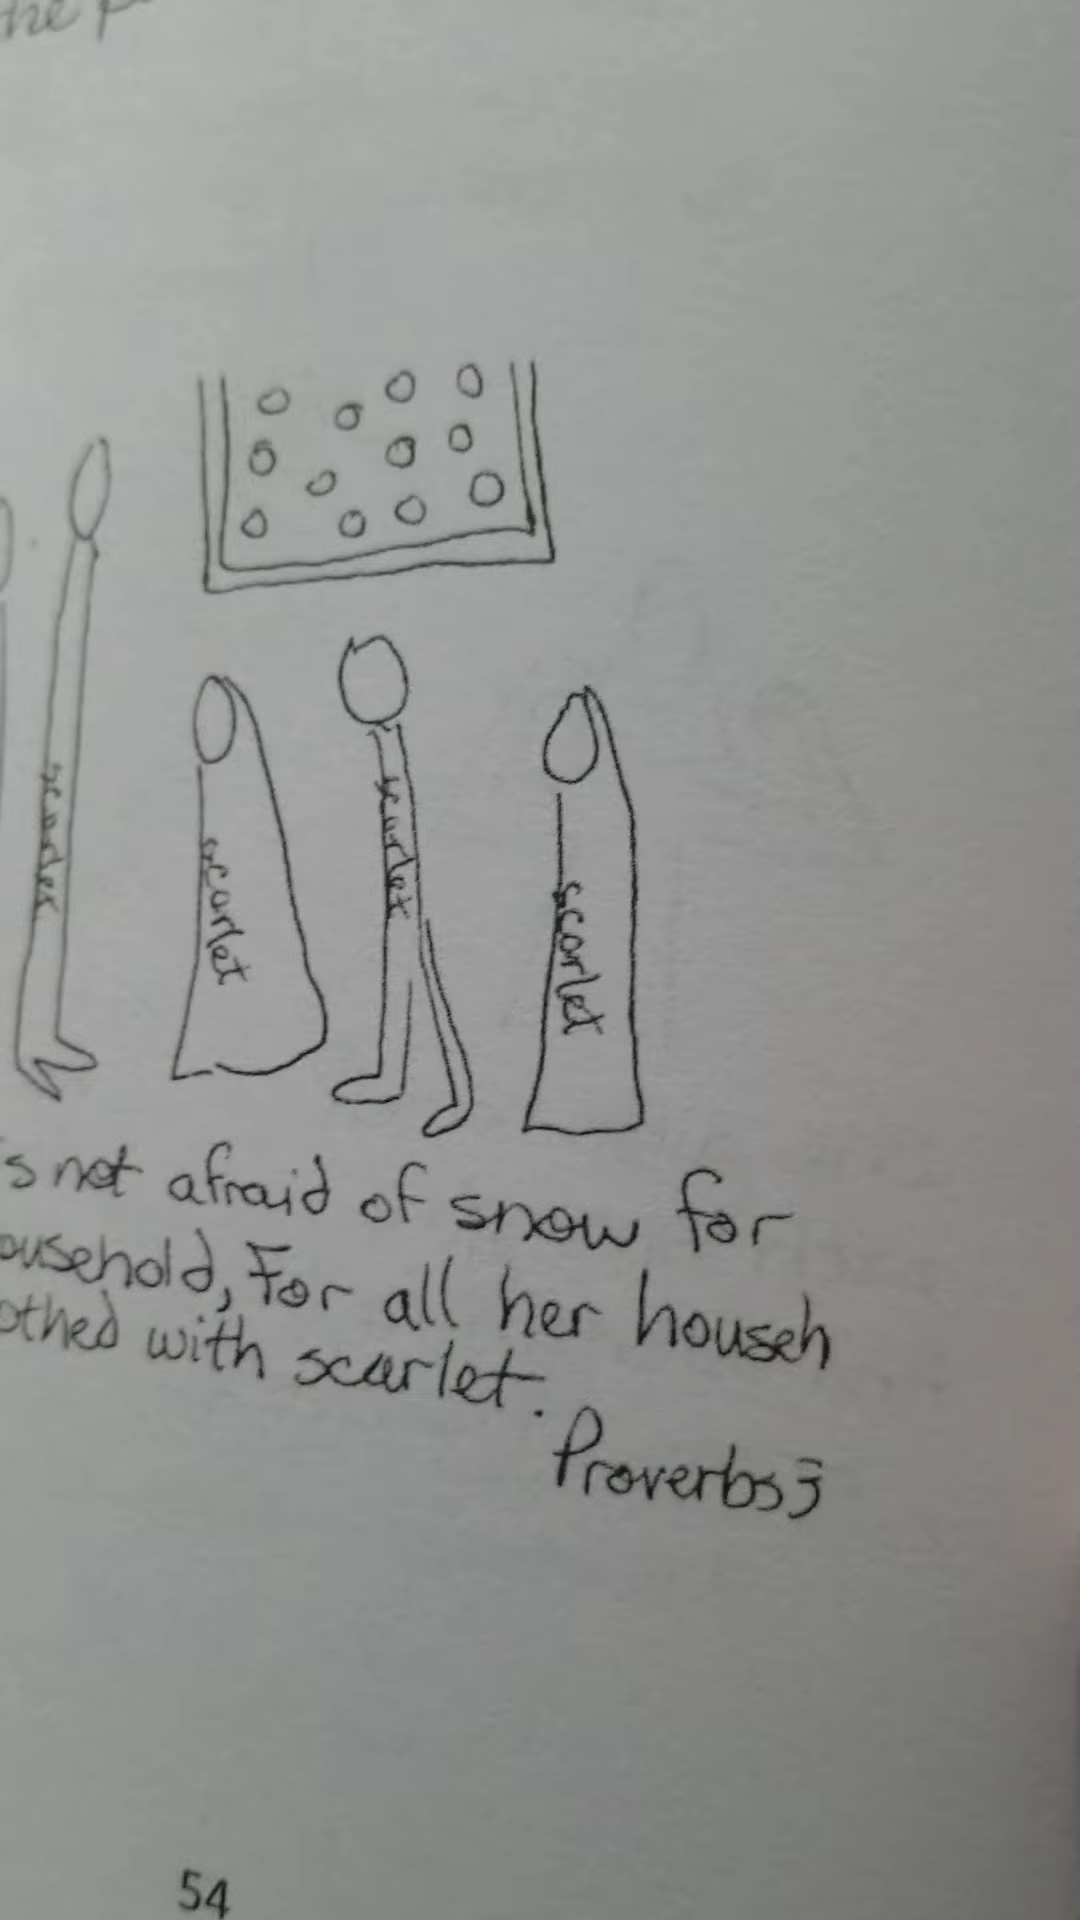 the p
scarlet
scarlet
scarlet
scarlet
's not afraid of snow for
ousehold, For all her househ
othed with scarlet.
Proverbs 3
54